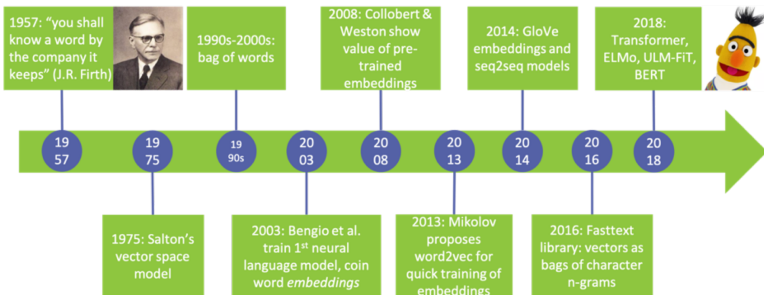 1957: “you shall
know a word by
the company it
keeps” (J.R. Firth)
1990s-2000s:
bag of words
2008: Collobert &
Weston show
value of pre-
trained
embeddings
2014: GloVe
embeddings and
seq2seq models
2018:
Transformer,
ELMo, ULM-FiT,
BERT
19
57
19
75
19
90s
20
03
20
08
20
13
20
14
20
16
20
18
1975: Salton’s
vector space
model
2003: Bengio et al.
train 1st neural
language model, coin
word embeddings
2013: Mikolov
proposes
word2vec for
quick training of
embeddings
2016: Fasttext
library: vectors as
bags of character
n-grams